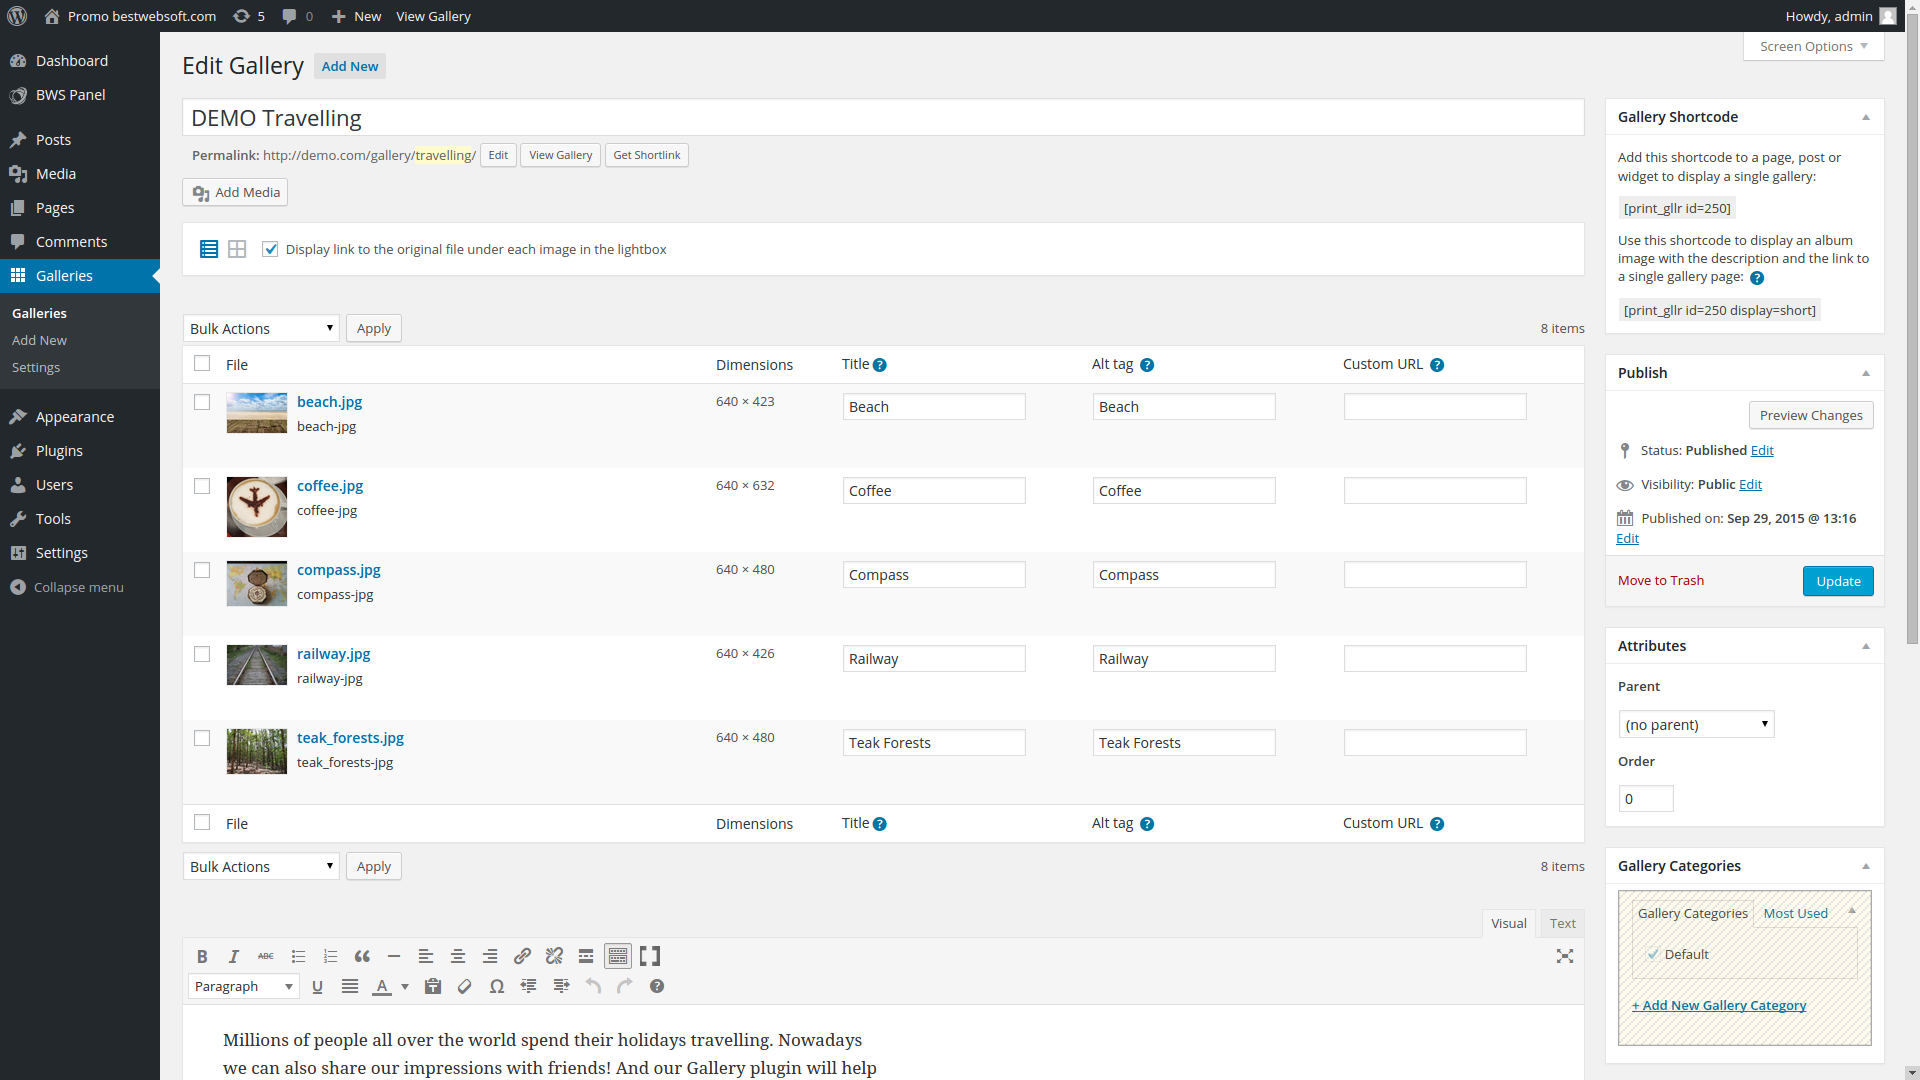 Promo bestwebsoft.com 5 0 New View Gallery Howdy, admin
Screen Options
Dashboard
BWS Panel
Posts
Media
Pages
Comments
Galleries
Galleries
Add New
Settings
Appearance
Plugins
Users
Tools
Settings
Collapse menu
Edit Gallery Add New
DEMO Travelling
Permalink: http://demo.com/gallery/travelling/ Edit View Gallery Get Shortlink
Add Media
Display link to the original file under each image in the lightbox
Bulk Actions Apply 8 items
File Dimensions Title ? Alt tag ? Custom URL ?
beach.jpg 640 × 423 Beach Beach
beach-jpg
coffee.jpg 640 × 632 Coffee Coffee
coffee-jpg
compass.jpg 640 × 480 Compass Compass
compass-jpg
railway.jpg 640 × 426 Railway Railway
railway-jpg
teak_forests.jpg 640 × 480 Teak Forests Teak Forests
teak_forests-jpg
File Dimensions Title ? Alt tag ? Custom URL ?
Bulk Actions Apply 8 items
Visual Text
B I ABC
Paragraph U A Ω ?
Millions of people all over the world spend their holidays travelling. Nowadays
we can also share our impressions with friends! And our Gallery plugin will help
Gallery Shortcode
Add this shortcode to a page, post or
widget to display a single gallery:
[print_gllr id=250]
Use this shortcode to display an album
image with the description and the link to
a single gallery page: ?
[print_gllr id=250 display=short]
Publish
Preview Changes
Status: Published Edit
Visibility: Public Edit
Published on: Sep 29, 2015 @ 13:16
Edit
Move to Trash Update
Attributes
Parent
(no parent)
Order
0
Gallery Categories
Gallery Categories Most Used
Default
+ Add New Gallery Category